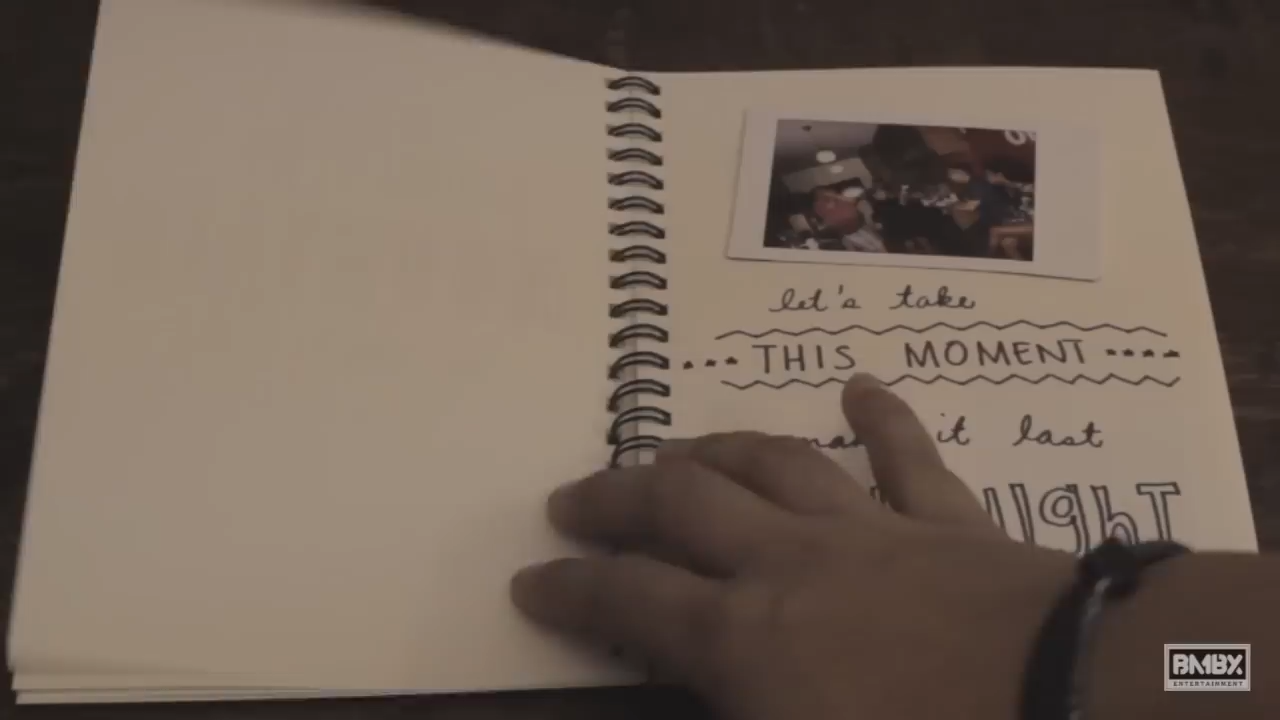 let's take
THIS MOMENT
it last
BMBX
ENTERTAINMENT